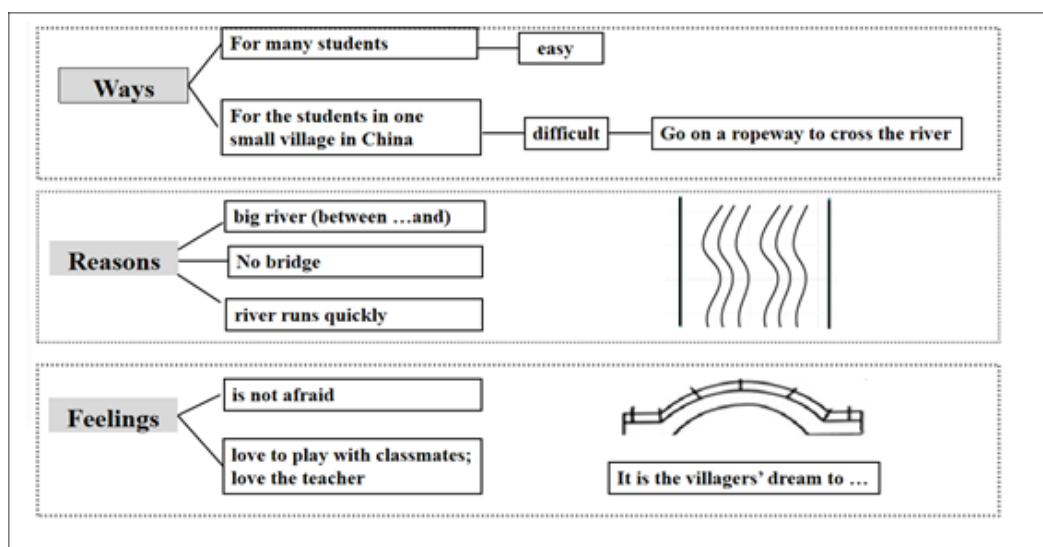 For many students
easy
Ways
For the students in one
small village in China
difficult
Go on a ropeway to cross the river
big river (between …and)
Reasons
No bridge
river runs quickly
is not afraid
Feelings
love to play with classmates;
love the teacher
It is the villagers’ dream to …